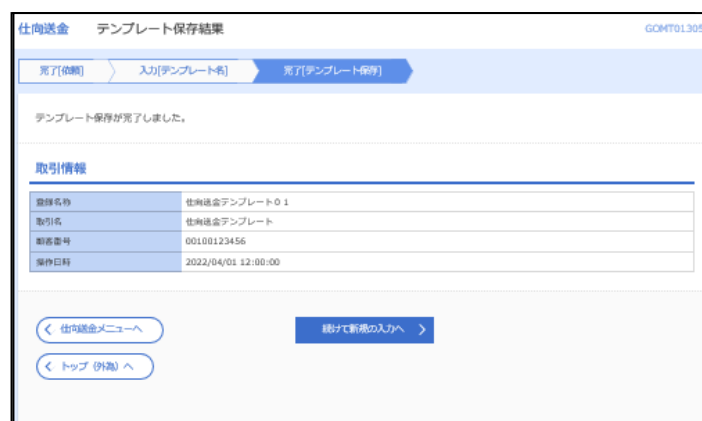 仕向送金 テンプレート保存結果 GOMT01305
完了[依頼] 入力[テンプレート名] 完了[テンプレート保存]
テンプレート保存が完了しました。
取引情報
登録名称 仕向送金テンプレート01
取引名 仕向送金テンプレート
顧客番号 00100123456
操作日時 2022/04/01 12:00:00
仕向送金メニューへ 続けて新規の入力へ
トップ（外為）へ